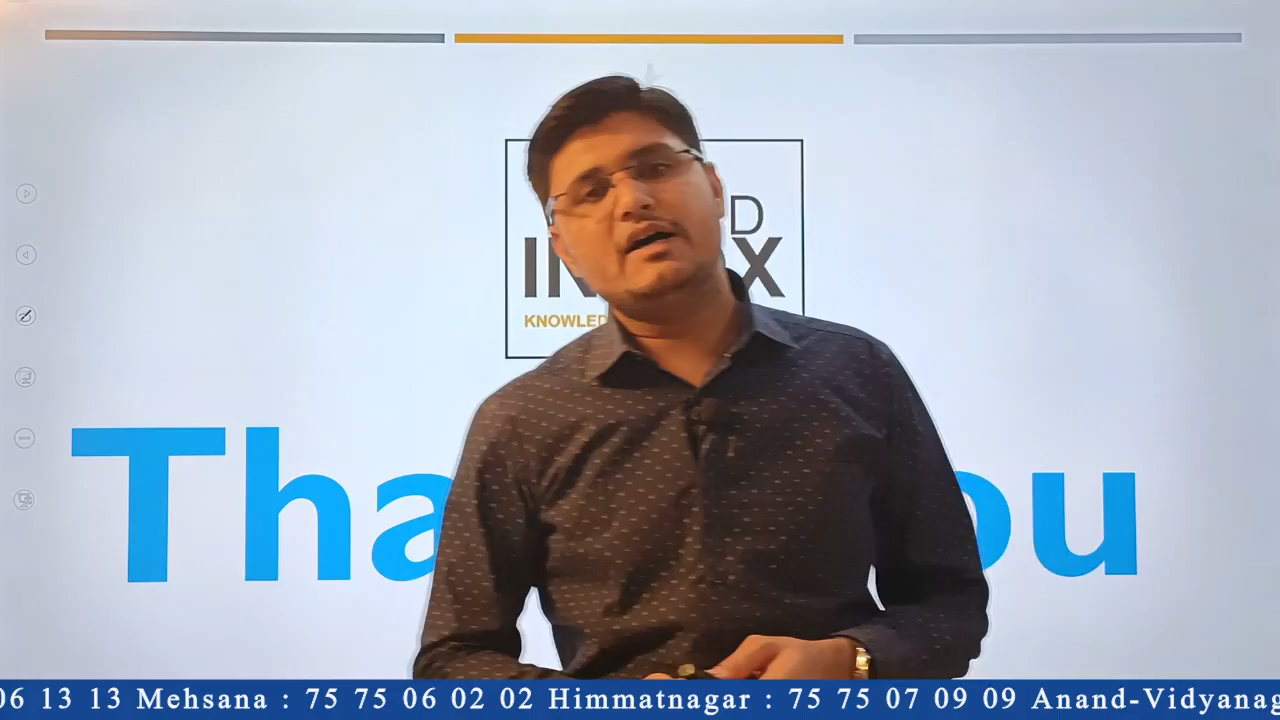 D
IN X
KNOWLED
Tha ou
06 13 13 Mehsana : 75 75 06 02 02 Himmatnagar : 75 75 07 09 09 Anand-Vidyanag